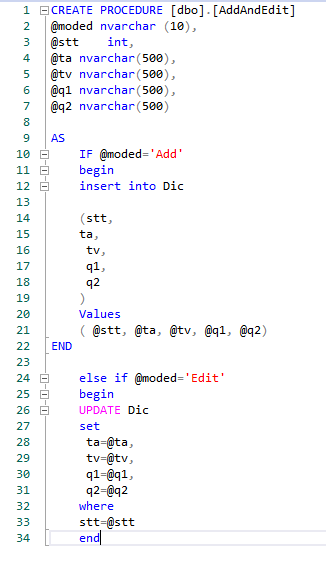 1 CREATE PROCEDURE [dbo].[AddAndEdit]
2 @moded nvarchar (10),
3 @stt    int,
4 @ta nvarchar(500),
5 @tv nvarchar(500),
6 @q1 nvarchar(500),
7 @q2 nvarchar(500)
8
9 AS
10     IF @moded='Add'
11     begin
12     insert into Dic
13
14     (stt,
15     ta,
16      tv,
17      q1,
18      q2
19     )
20     Values
21     ( @stt, @ta, @tv, @q1, @q2)
22 END
23
24     else if @moded='Edit'
25     begin
26     UPDATE Dic
27     set
28      ta=@ta,
29      tv=@tv,
30      q1=@q1,
31      q2=@q2
32     where
33     stt=@stt
34     end